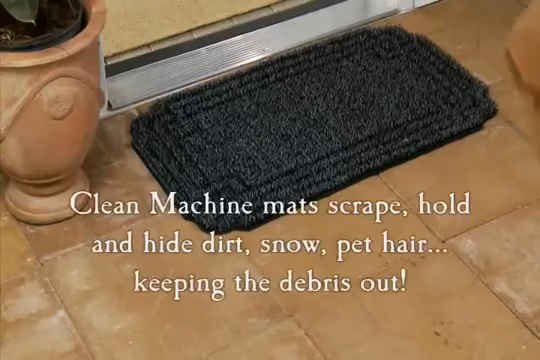 Clean Machine mats scrape, hold
and hide dirt, snow, pet hair...
keeping the debris out!